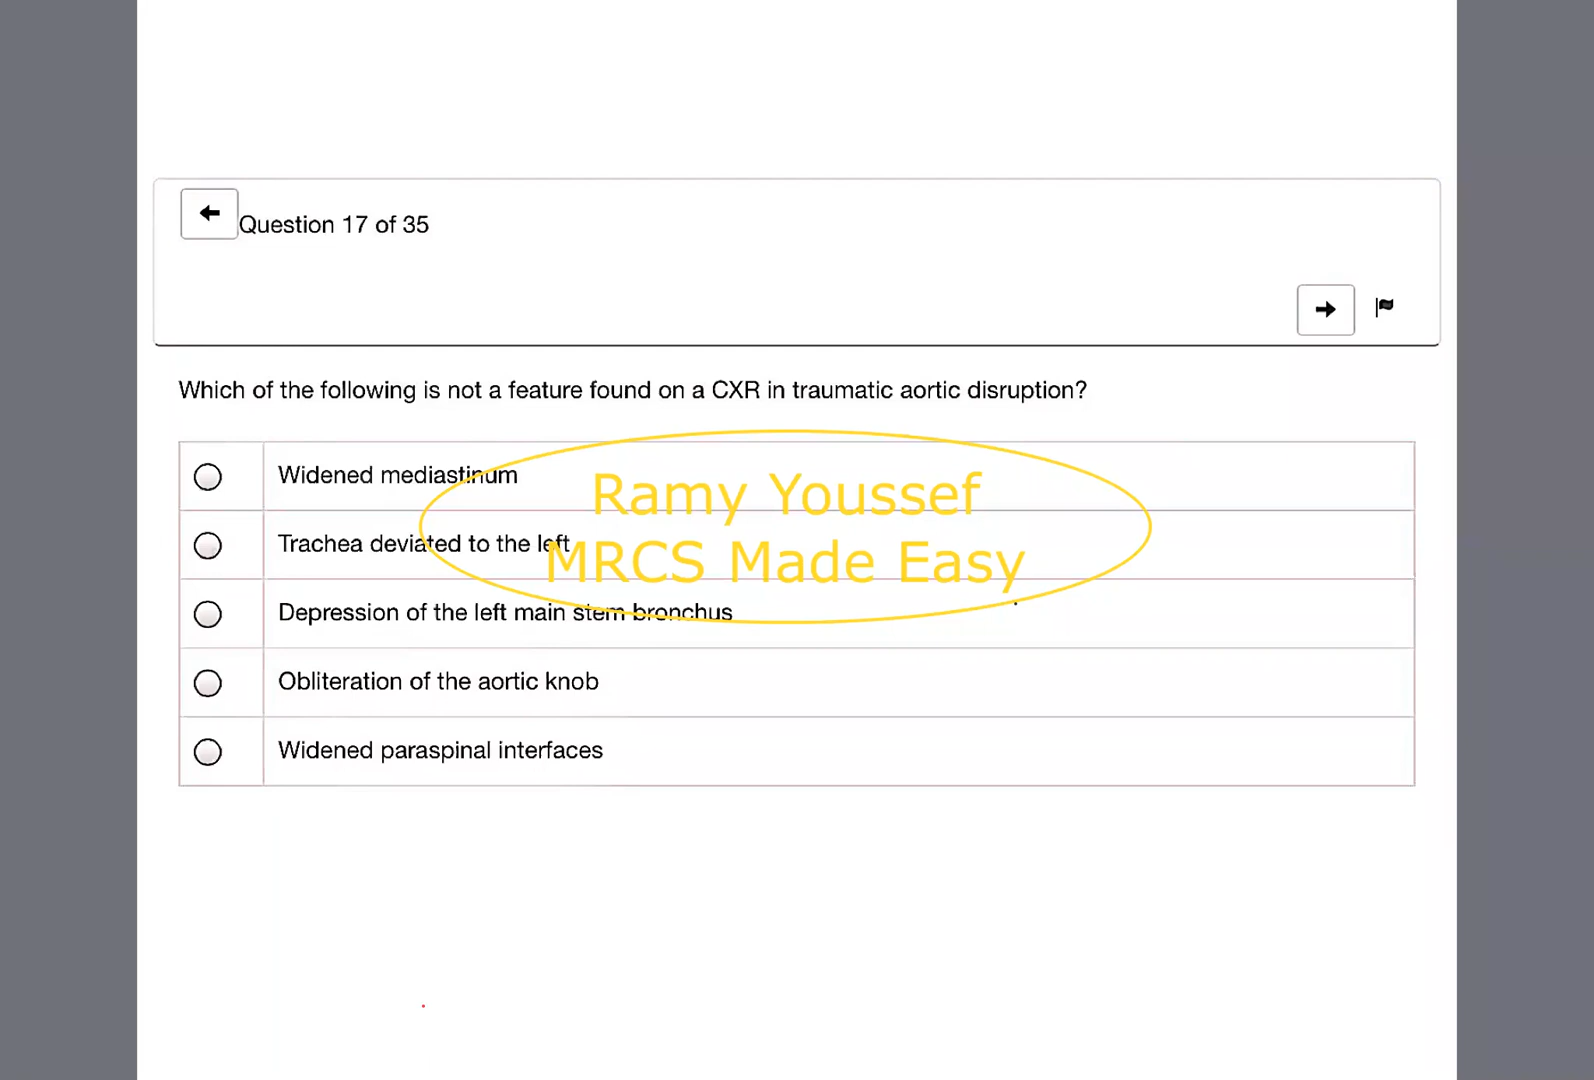 Question 17 of 35
Which of the following is not a feature found on a CXR in traumatic aortic disruption?
Widened mediastinum
Ramy Youssef
Trachea deviated to the left
MRCS Made Easy
Depression of the left main stem bronchus
Obliteration of the aortic knob
Widened paraspinal interfaces